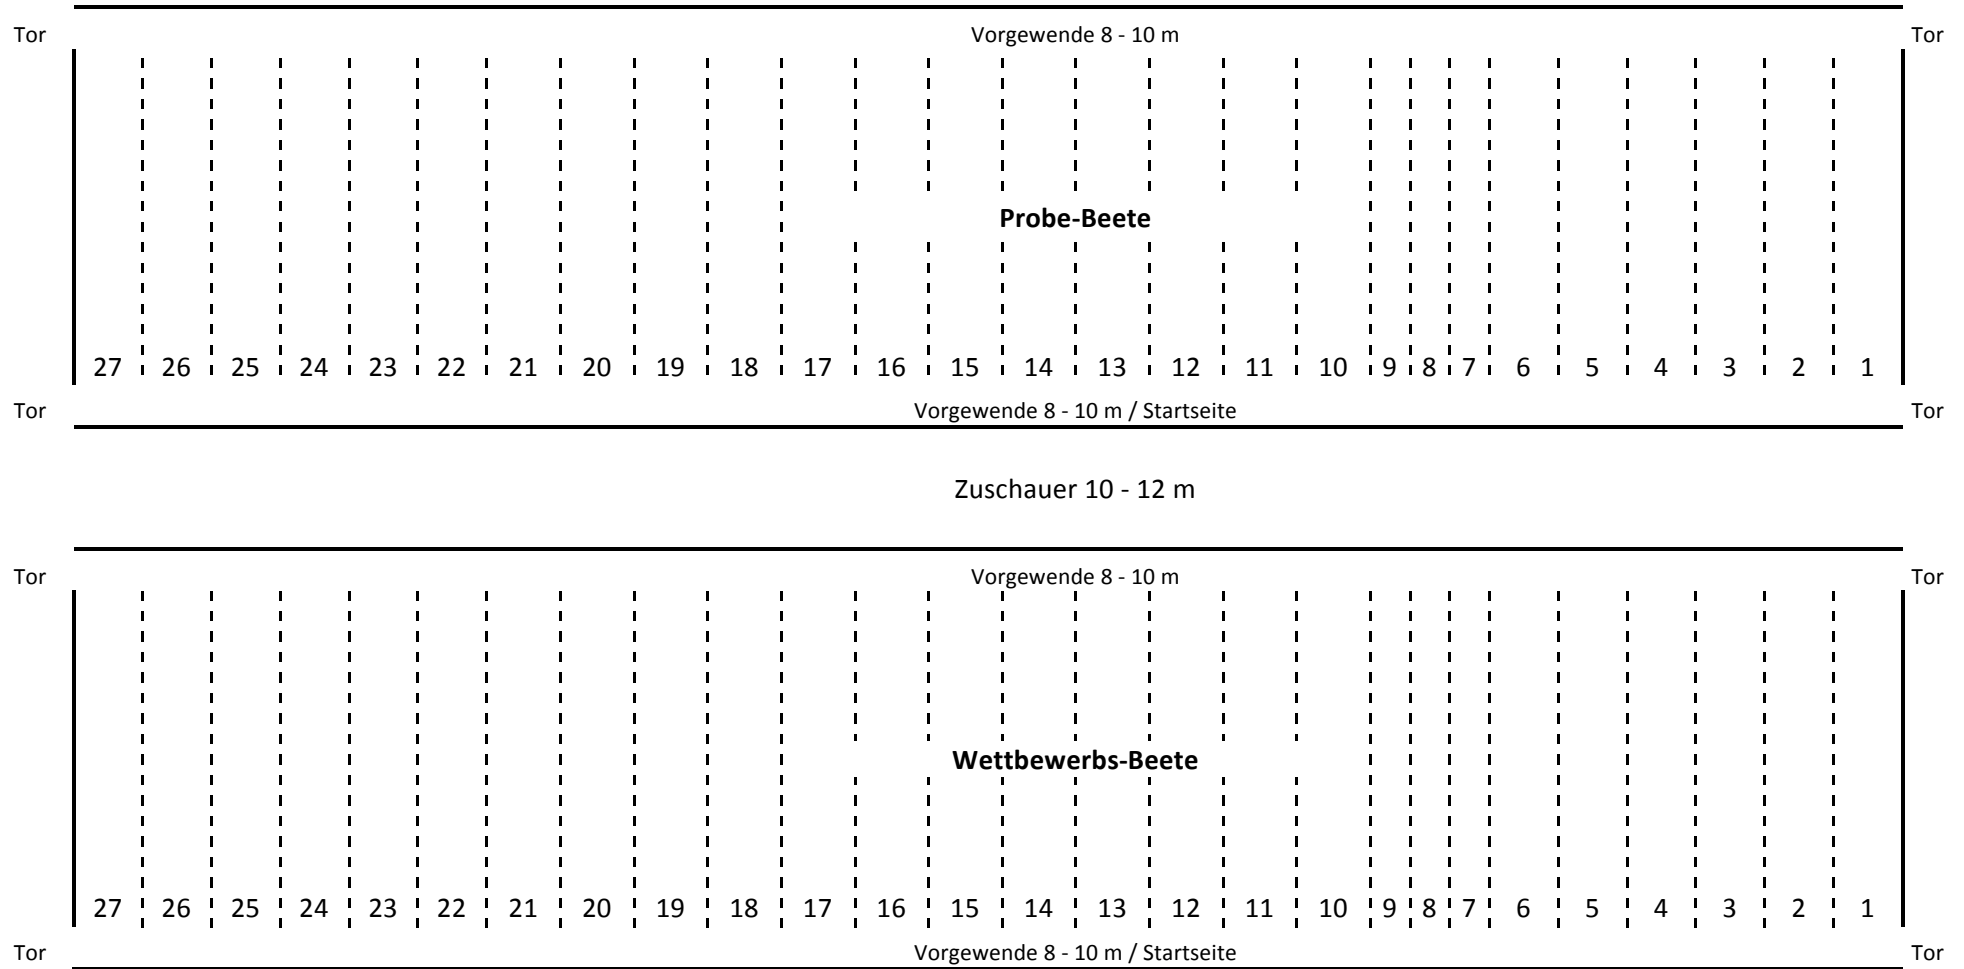 Tor Vorgewende 8 - 10 m Tor
Probe-Beete
27 26 25 24 23 22 21 20 19 18 17 16 15 14 13 12 11 10 9 8 7 6 5 4 3 2 1
Tor Vorgewende 8 - 10 m / Startseite Tor
Zuschauer 10 - 12 m
Tor Vorgewende 8 - 10 m Tor
Wettbewerbs-Beete
27 26 25 24 23 22 21 20 19 18 17 16 15 14 13 12 11 10 9 8 7 6 5 4 3 2 1
Tor Vorgewende 8 - 10 m / Startseite Tor